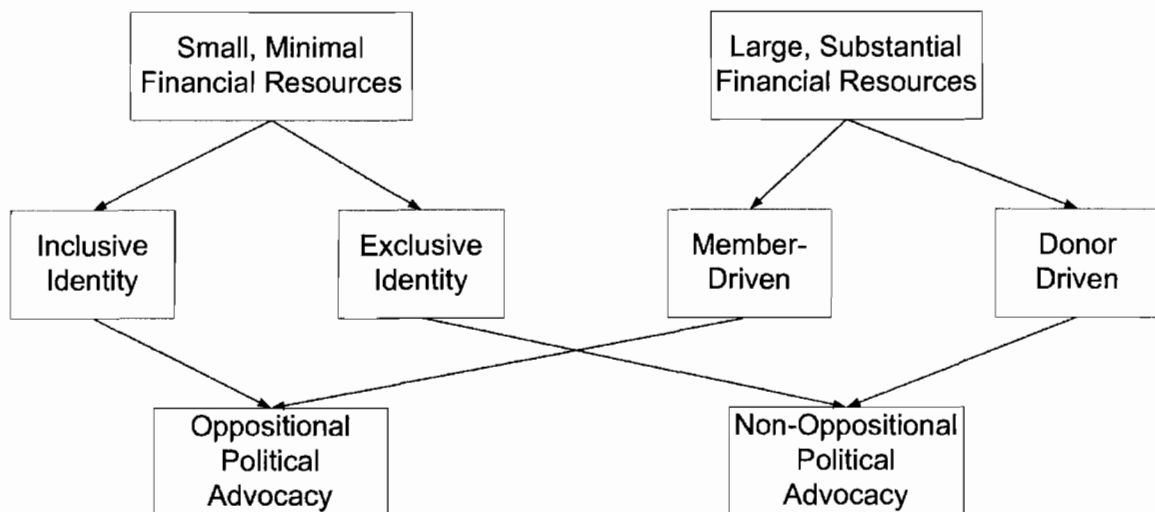 Small, Minimal
Financial Resources
Large, Substantial
Financial Resources
Inclusive
Identity
Exclusive
Identity
Member-
Driven
Donor
Driven
Oppositional
Political
Advocacy
Non-Oppositional
Political
Advocacy